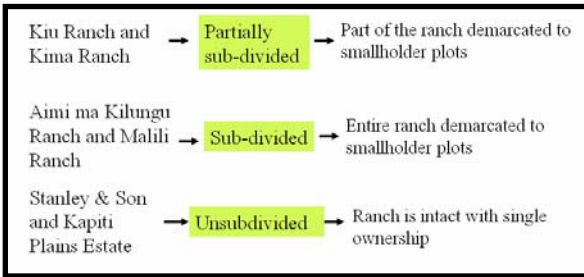 Kiu Ranch and
Kima Ranch
Partially
sub-divided
Part of the ranch demarcated to
smallholder plots
Aimi ma Kilungu
Ranch and Malili
Ranch
Sub-divided
Entire ranch demarcated to
smallholder plots
Stanley & Son
and Kapiti
Plains Estate
Unsubdivided
Ranch is intact with single
ownership